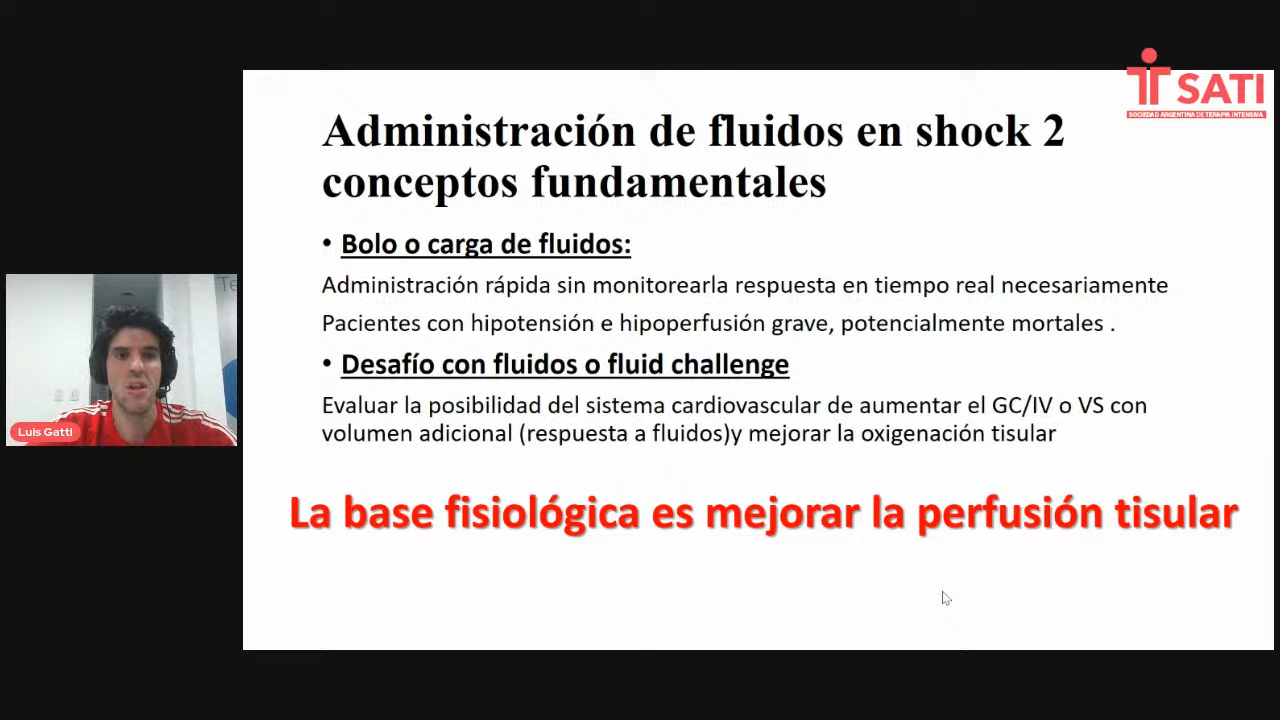 SATI
SOCIEDAD ARGENTINA DE TERAPIA INTENSIVA
Administración de fluidos en shock 2
conceptos fundamentales
• Bolo o carga de fluidos:
Administración rápida sin monitorearla respuesta en tiempo real necesariamente
Pacientes con hipotensión e hipoperfusión grave, potencialmente mortales .
• Desafío con fluidos o fluid challenge
Evaluar la posibilidad del sistema cardiovascular de aumentar el GC/IV o VS con
volumen adicional (respuesta a fluidos)y mejorar la oxigenación tisular
La base fisiológica es mejorar la perfusión tisular
Te
Luis Gatti